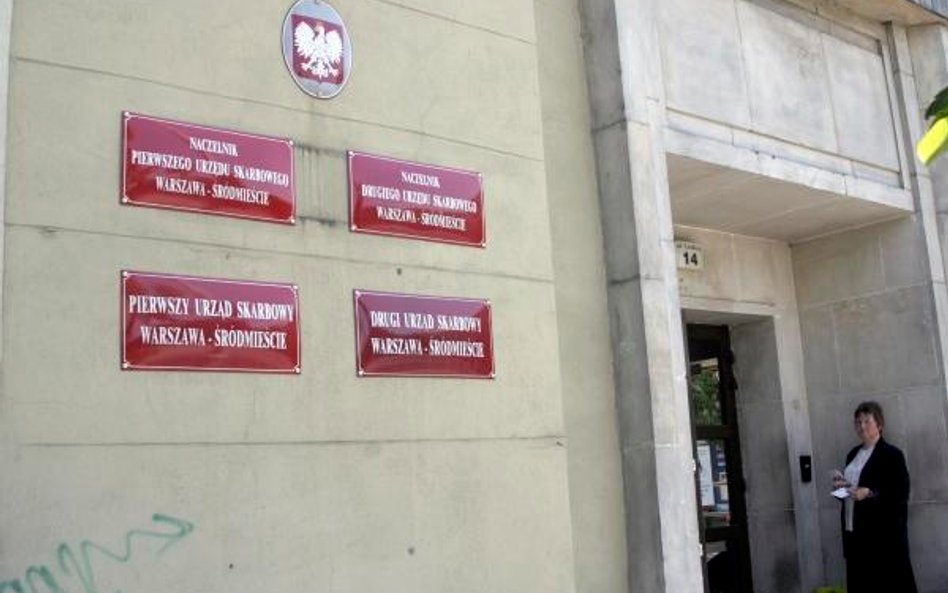 NACZELNIK
PIERWSZEGO URZĘDU SKARBOWEGO
WARSZAWA - ŚRÓDMIEŚCIE
NACZELNIK
DRUGIEGO URZĘDU SKARBOWEGO
WARSZAWA - ŚRÓDMIEŚCIE
PIERWSZY URZĄD SKARBOWY
WARSZAWA - ŚRÓDMIEŚCIE
DRUGI URZĄD SKARBOWY
WARSZAWA - ŚRÓDMIEŚCIE
14